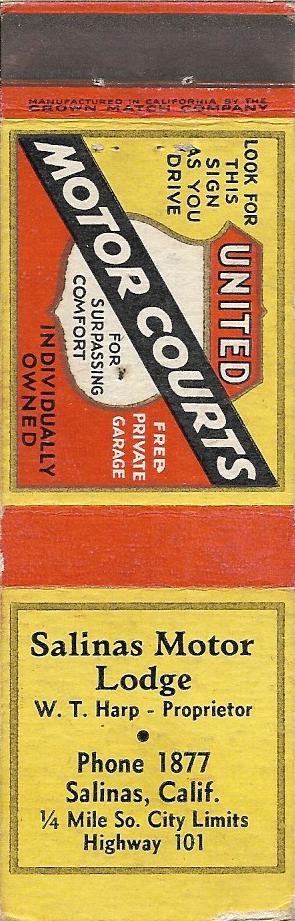 MANUFACTURED IN CALIFORNIA BY THE
CROWN MATCH COMPANY
LOOK FOR
THIS
SIGN
AS YOU
DRIVE
UNITED
MOTOR COURTS
FOR
SURPASSING
COMFORT
FREE
PRIVATE
GARAGE
INDIVIDUALLY
OWNED
Salinas Motor
Lodge
W. T. Harp - Proprietor
•
Phone 1877
Salinas, Calif.
¼ Mile So. City Limits
Highway 101